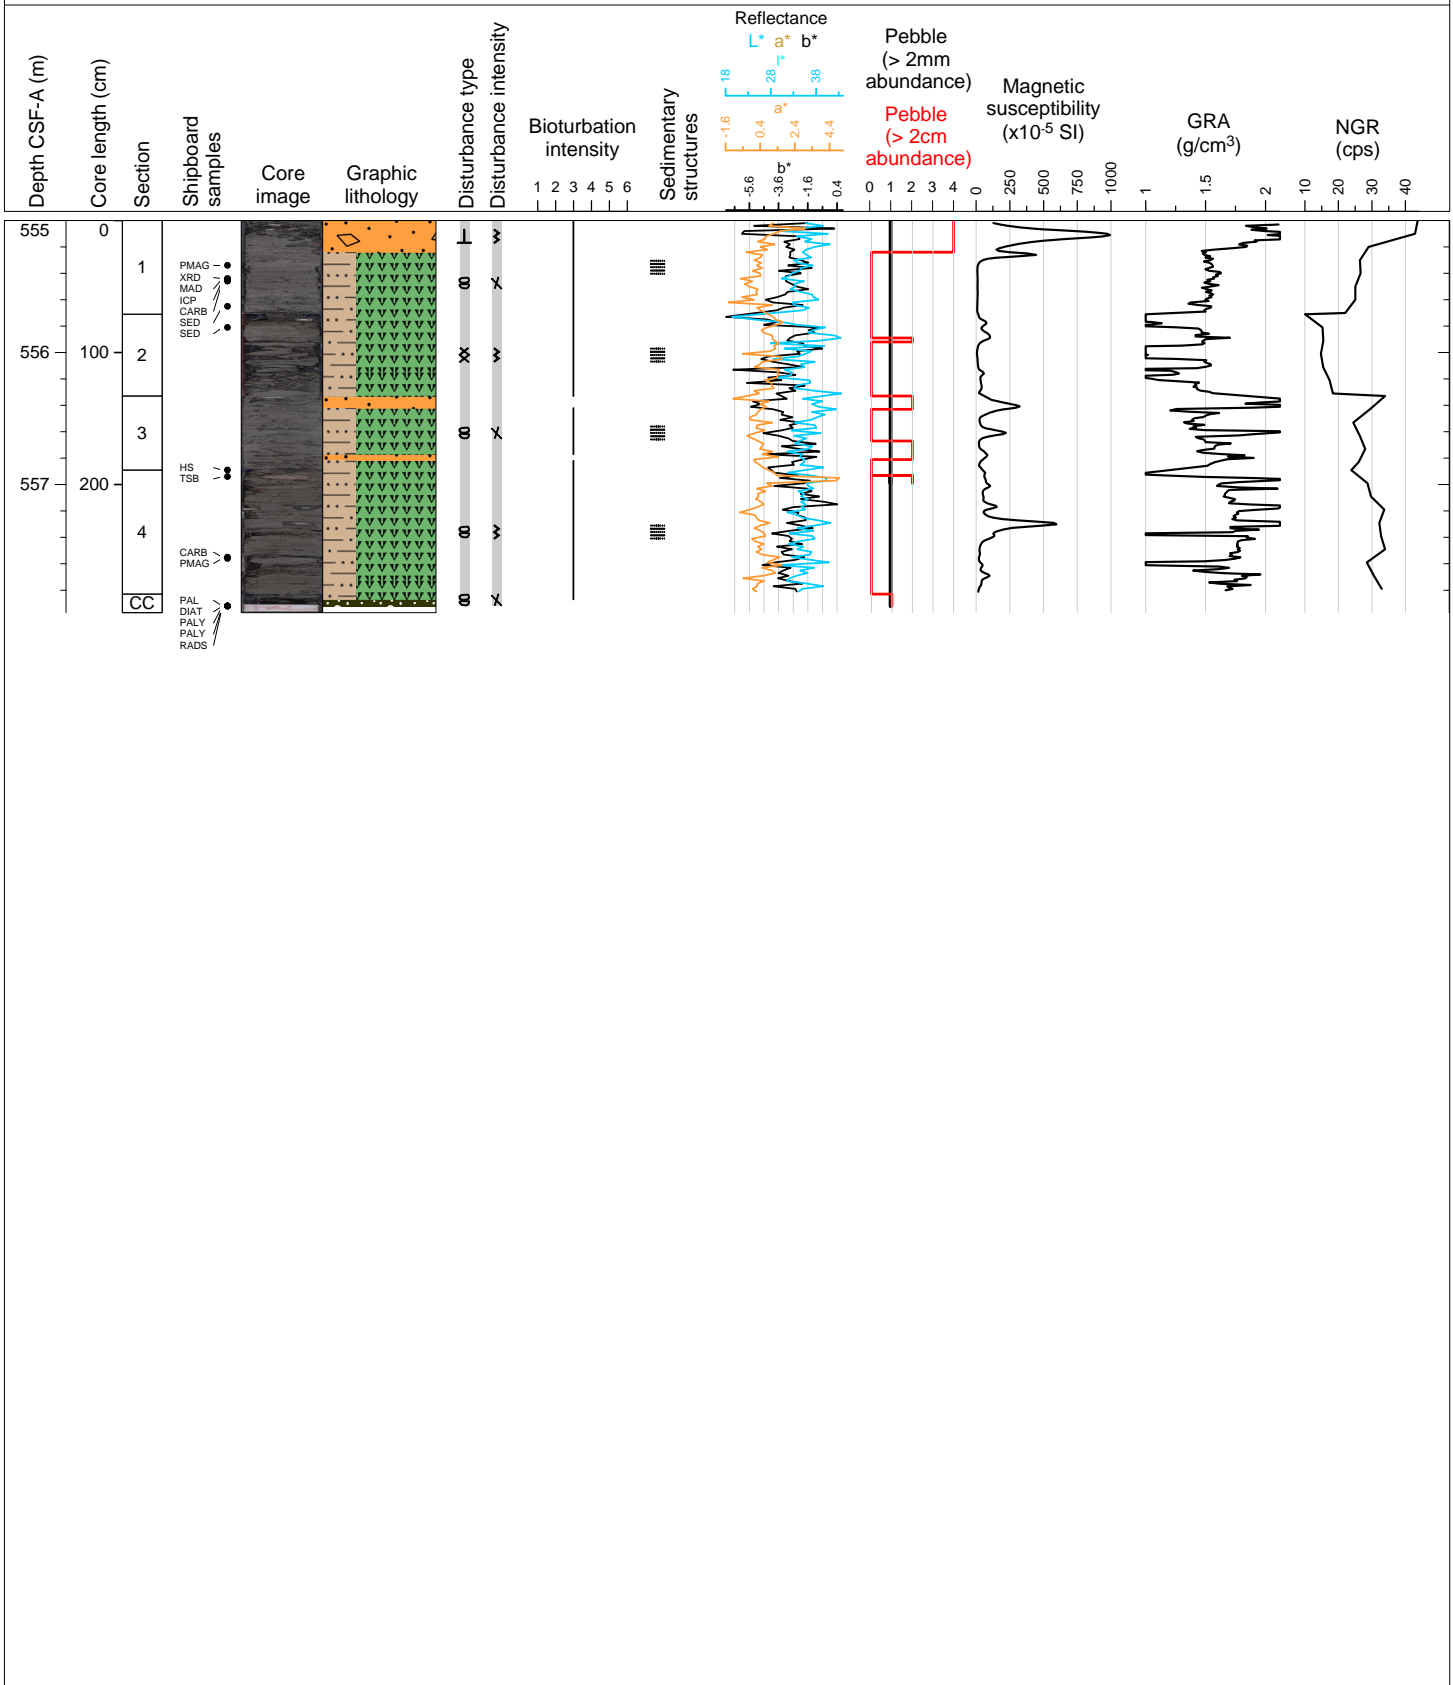 Depth CSF-A (m)
Core length (cm)
Section
Shipboard
samples
Core
image
Graphic
lithology
Disturbance type
Disturbance intensity
Bioturbation
intensity
1 2 3 4 5 6
Sedimentary
structures
Reflectance
L* a* b*
18 28 38
a*
-1.6 0.4 2.4 4.4
b*
-5.6 -3.6 -1.6 0.4
Pebble
(> 2mm
abundance)
Pebble
(> 2cm
abundance)
0 1 2 3 4
Magnetic
susceptibility
(x10-5 SI)
0 250 500 750 1000
GRA
(g/cm3)
1 1.5 2
NGR
(cps)
10 20 30 40
555
0
1
PMAG
XRD
MAD
ICP
CARB
SED
SED
556
100
2
3
HS
TSB
557
200
4
CARB
PMAG
CC
PAL
DIAT
PALY
PALY
RADS